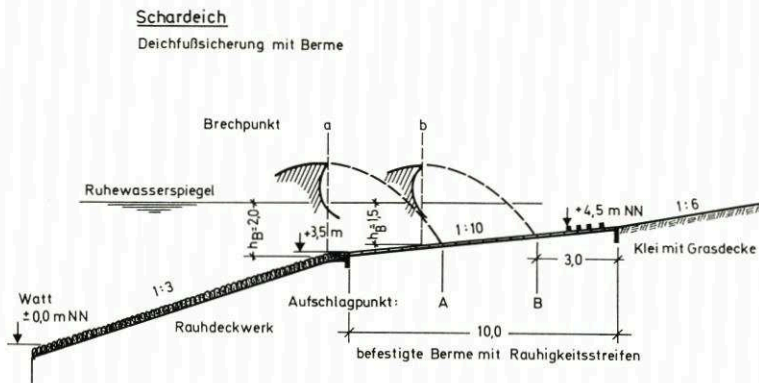 Schardeich
Deichfußsicherung mit Berme
Brechpunkt a b
Ruhewasserspiegel
hB=2,0
hB=1,5
+3,5 m
1:10
+4,5 m NN
1:6
Klei mit Grasdecke
3,0
1:3
Watt
±0,0 m NN
Rauhdeckwerk
Aufschlagpunkt: A B
10,0
befestigte Berme mit Rauhigkeitsstreifen